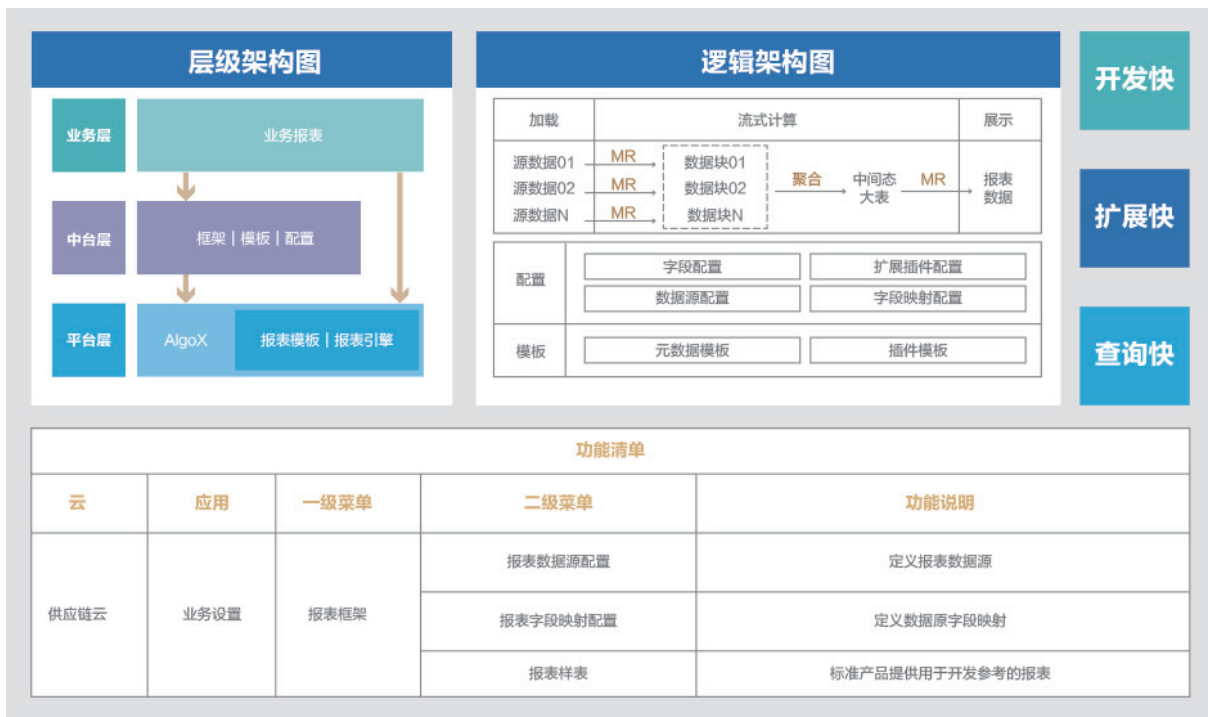 层级架构图
业务层
业务报表
中台层
框架 | 模板 | 配置
平台层
AlgoX
报表模板 | 报表引擎
逻辑架构图
加载
流式计算
展示
源数据01
MR
数据块01
源数据02
MR
数据块02
源数据N
MR
数据块N
聚合
中间态
大表
MR
报表
数据
配置
字段配置
扩展插件配置
数据源配置
字段映射配置
模板
元数据模板
插件模板
开发快
扩展快
查询快
功能清单
云
应用
一级菜单
二级菜单
功能说明
供应链云
业务设置
报表框架
报表数据源配置
定义报表数据源
报表字段映射配置
定义数据原字段映射
报表样表
标准产品提供用于开发参考的报表